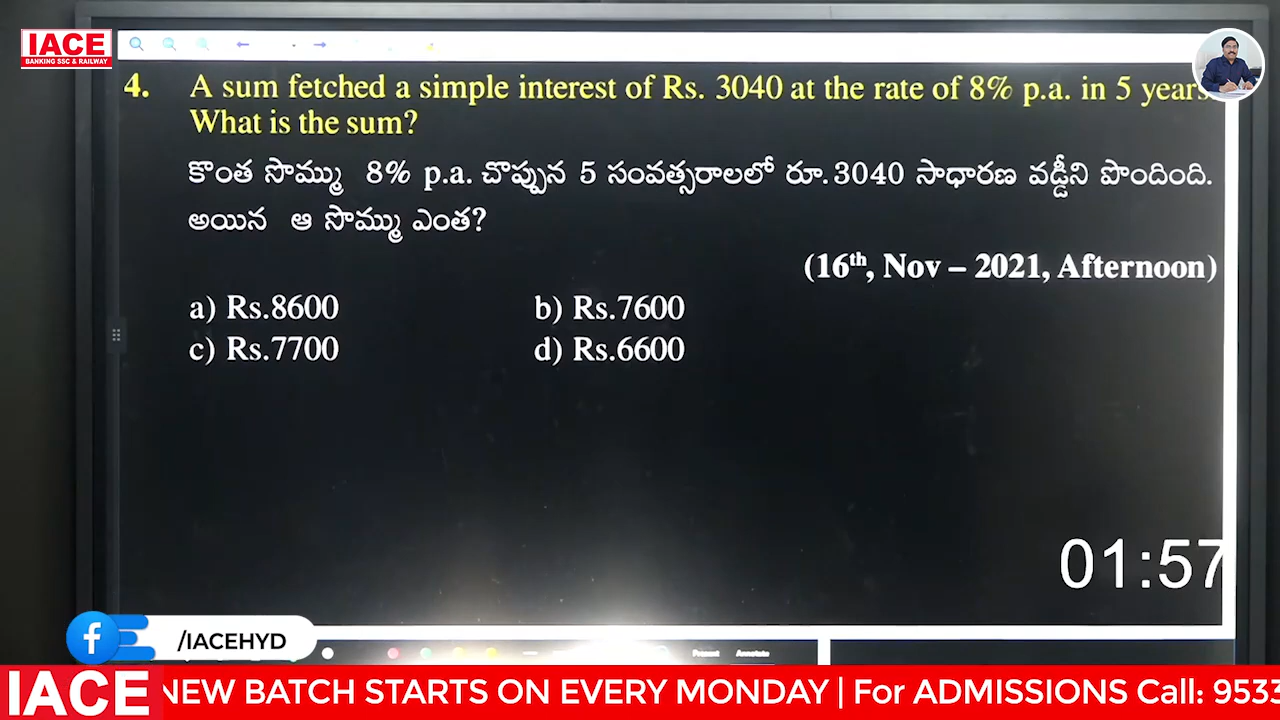 IACE
BANKING SSC & RAILWAY
4. A sum fetched a simple interest of Rs. 3040 at the rate of 8% p.a. in 5 years.
What is the sum?
కొంత సొమ్ము 8% p.a. చొప్పున 5 సంవత్సరాలలో రూ.3040 సాధారణ వడ్డీని పొందింది.
అయిన ఆ సొమ్ము ఎంత?
(16th, Nov – 2021, Afternoon)
a) Rs.8600 b) Rs.7600
c) Rs.7700 d) Rs.6600
01:57
/IACEHYD
Present Annotate
IACE NEW BATCH STARTS ON EVERY MONDAY | For ADMISSIONS Call: 9533